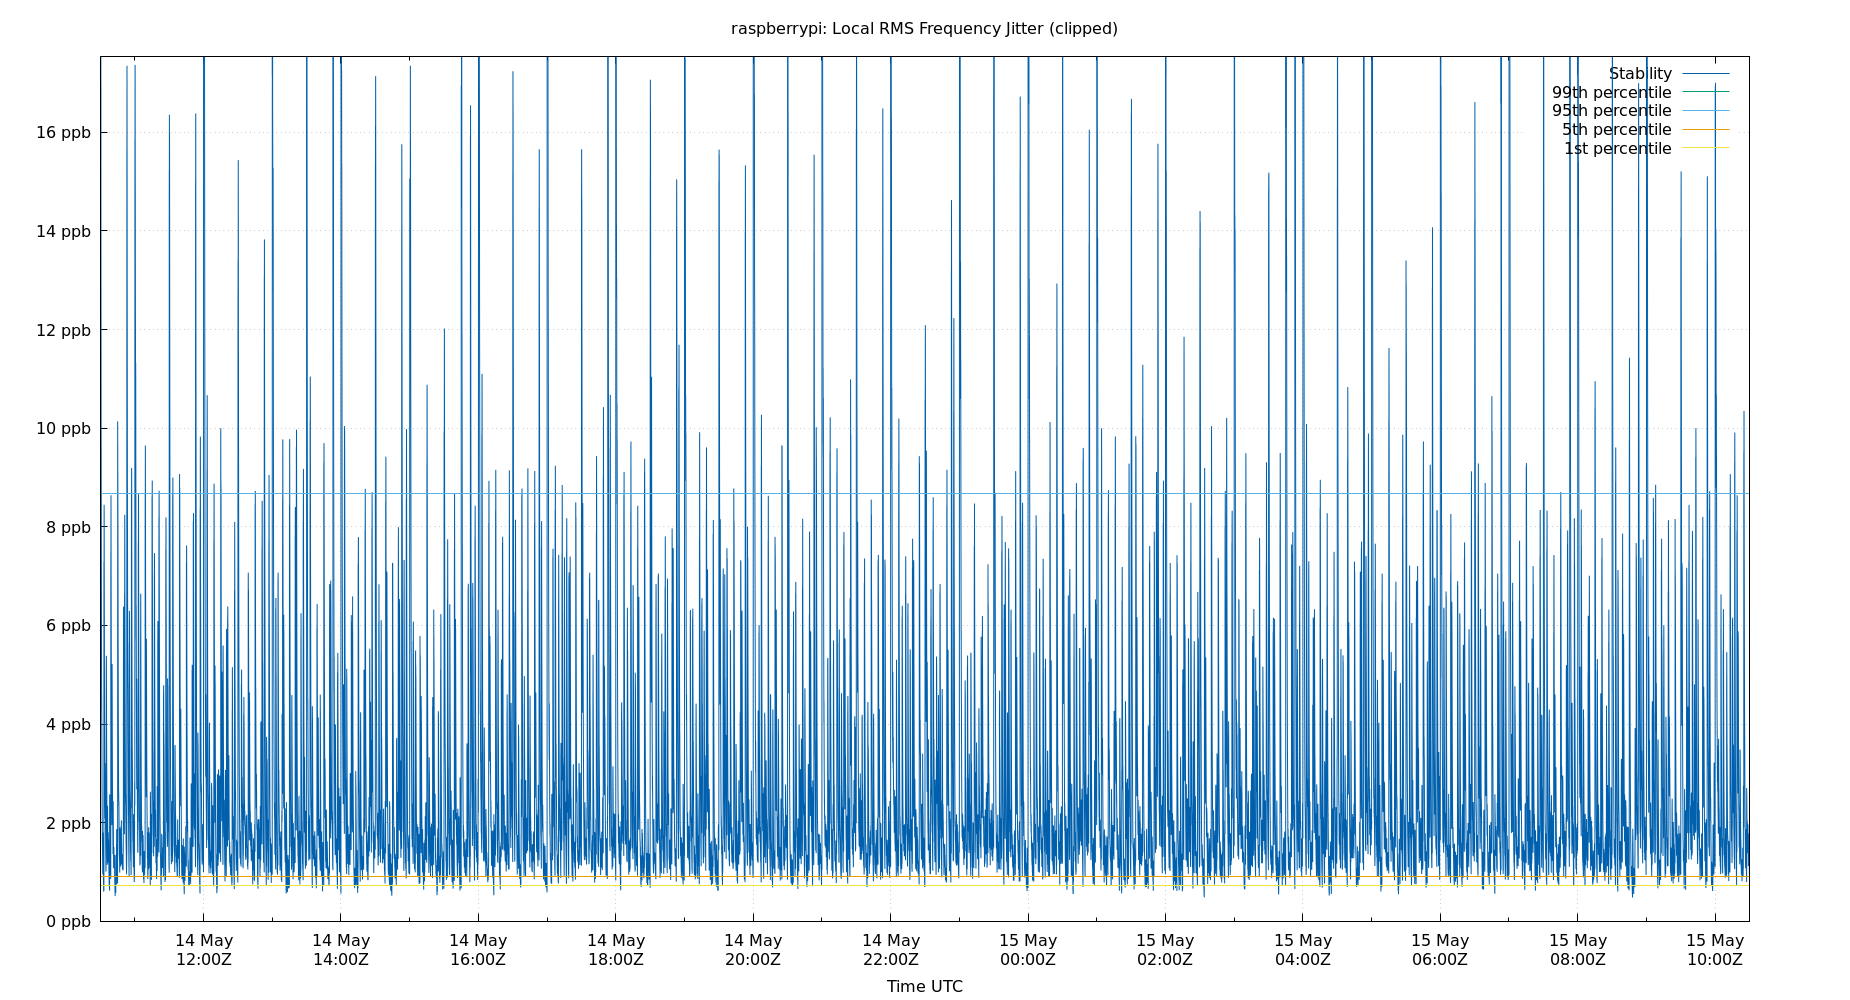 raspberrypi: Local RMS Frequency Jitter (clipped)
Stability
99th percentile
95th percentile
5th percentile
1st percentile
16 ppb
14 ppb
12 ppb
10 ppb
8 ppb
6 ppb
4 ppb
2 ppb
0 ppb
14 May 14 May 14 May 14 May 14 May 14 May 15 May 15 May 15 May 15 May 15 May 15 May
12:00Z 14:00Z 16:00Z 18:00Z 20:00Z 22:00Z 00:00Z 02:00Z 04:00Z 06:00Z 08:00Z 10:00Z
Time UTC